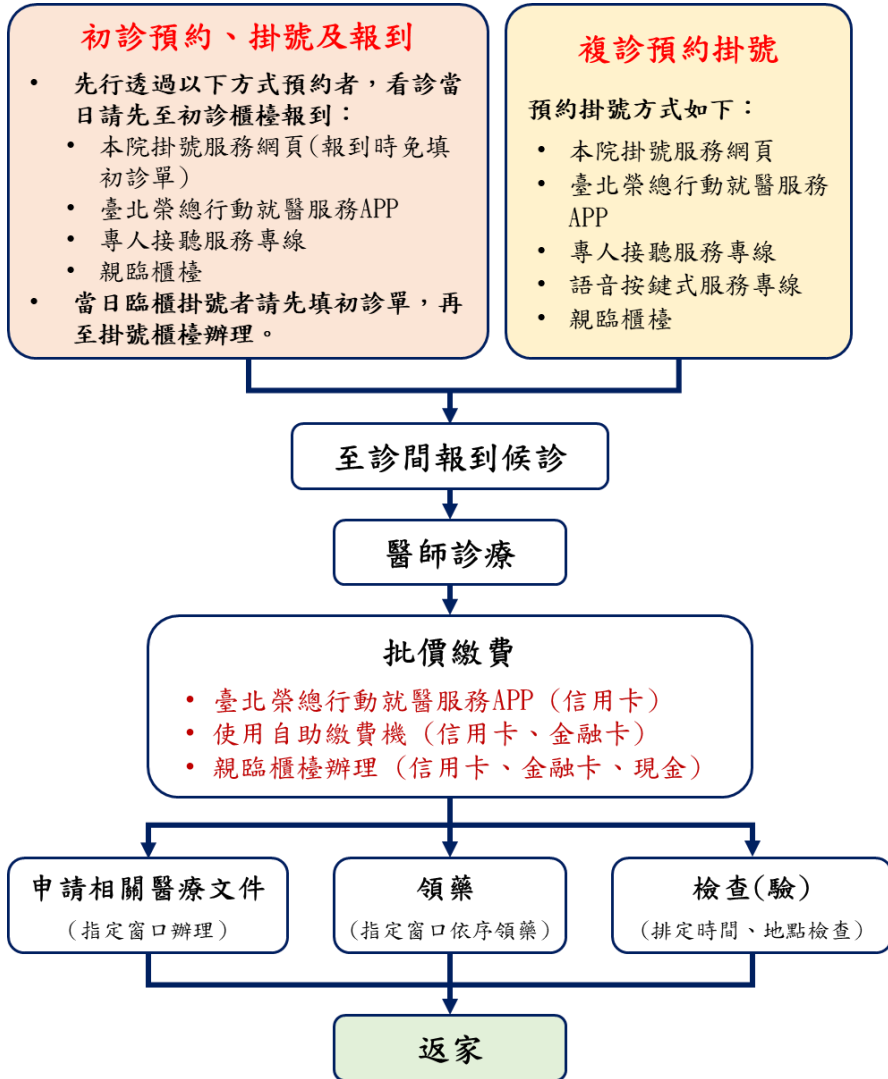 初診預約、掛號及報到
• 先行透過以下方式預約者，看診當
日請先至初診櫃檯報到：
• 本院掛號服務網頁(報到時免填
初診單)
• 臺北榮總行動就醫服務APP
• 專人接聽服務專線
• 親臨櫃檯
• 當日臨櫃掛號者請先填初診單，再
至掛號櫃檯辦理。
複診預約掛號
預約掛號方式如下：
• 本院掛號服務網頁
• 臺北榮總行動就醫服務
APP
• 專人接聽服務專線
• 語音按鍵式服務專線
• 親臨櫃檯
至診間報到候診
醫師診療
批價繳費
• 臺北榮總行動就醫服務APP（信用卡）
• 使用自助繳費機（信用卡、金融卡）
• 親臨櫃檯辦理（信用卡、金融卡、現金）
申請相關醫療文件
（指定窗口辦理）
領藥
（指定窗口依序領藥）
檢查(驗)
（排定時間、地點檢查）
返家